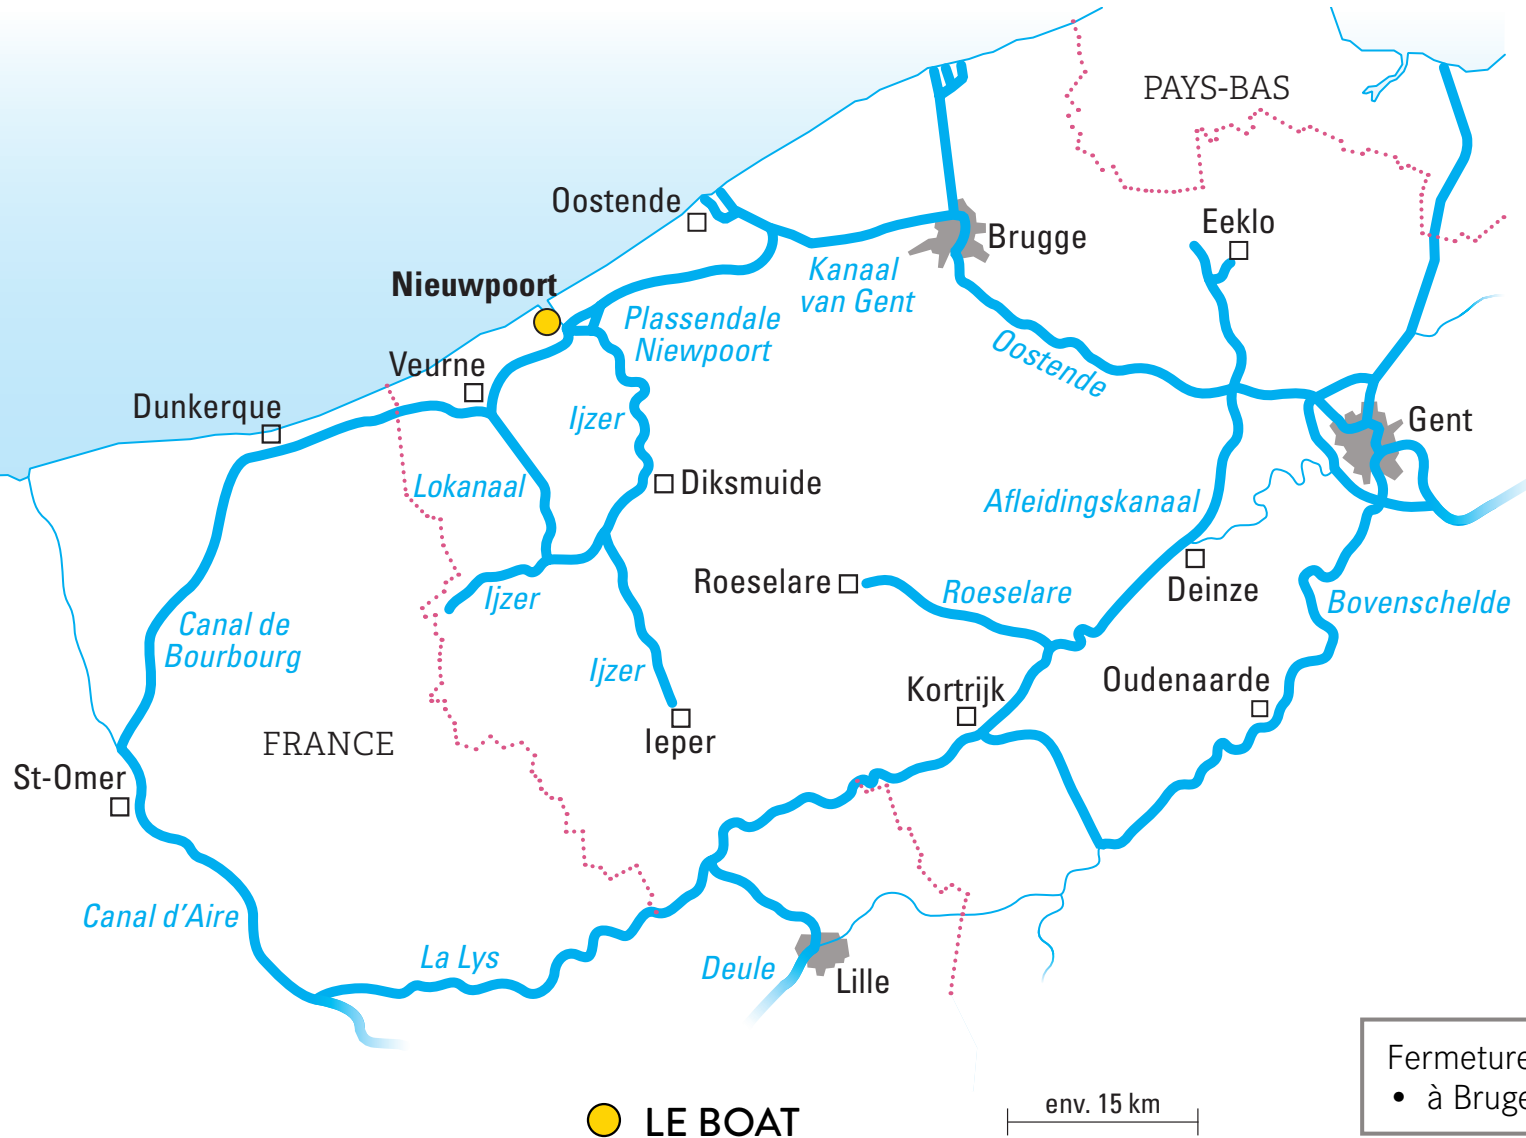 PAYS-BAS
Oostende
Eeklo
Brugge
Kanaal
van Gent
Nieuwpoort
Plassendale
Niewpoort
Oostende
Veurne
Dunkerque
Ijzer
Gent
Lokanaal
Diksmuide
Afleidingskanaal
Roeselare
Roeselare
Deinze
Ijzer
Bovenschelde
Canal de
Bourbourg
Ijzer
Kortrijk
Oudenaarde
FRANCE
Ieper
St-Omer
Canal d'Aire
La Lys
Deule
Lille
Fermeture
• à Bruge
env. 15 km
LE BOAT